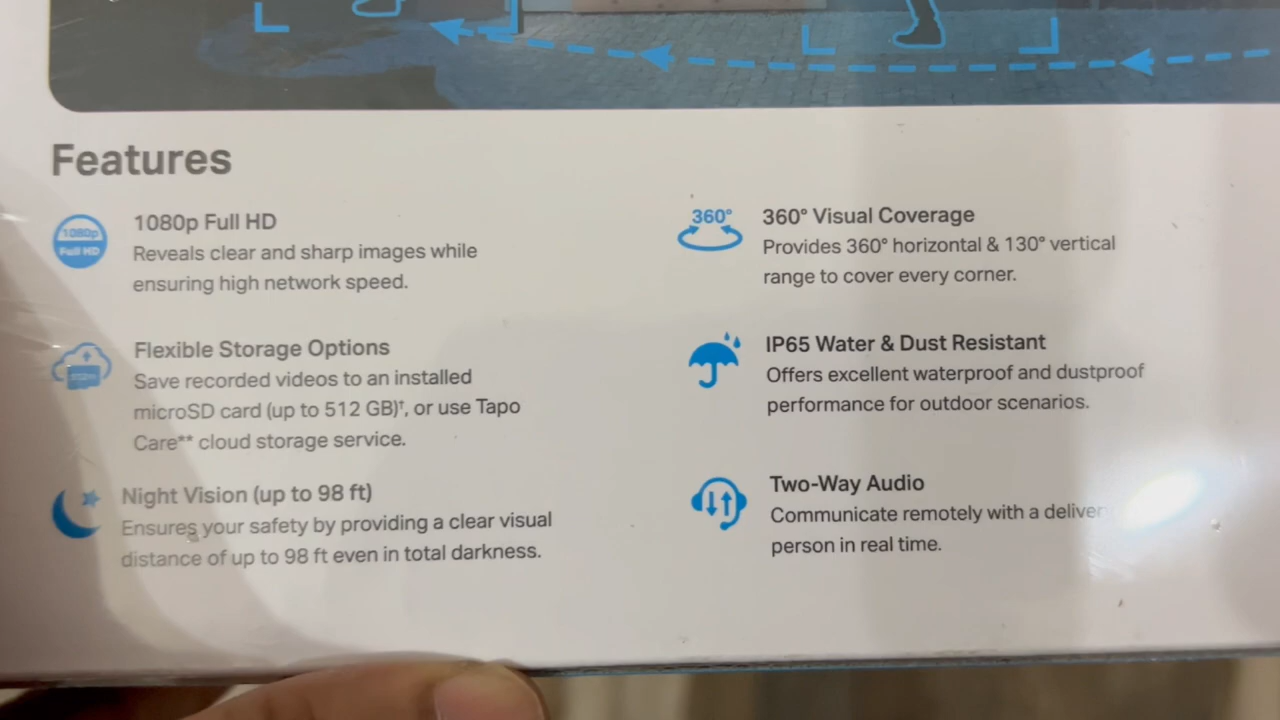 Features
1080p
Full HD
1080p Full HD
Reveals clear and sharp images while
ensuring high network speed.
360°
360° Visual Coverage
Provides 360° horizontal & 130° vertical
range to cover every corner.
Flexible Storage Options
Save recorded videos to an installed
microSD card (up to 512 GB)†, or use Tapo
Care** cloud storage service.
IP65 Water & Dust Resistant
Offers excellent waterproof and dustproof
performance for outdoor scenarios.
Night Vision (up to 98 ft)
Ensures your safety by providing a clear visual
distance of up to 98 ft even in total darkness.
Two-Way Audio
Communicate remotely with a delivery
person in real time.